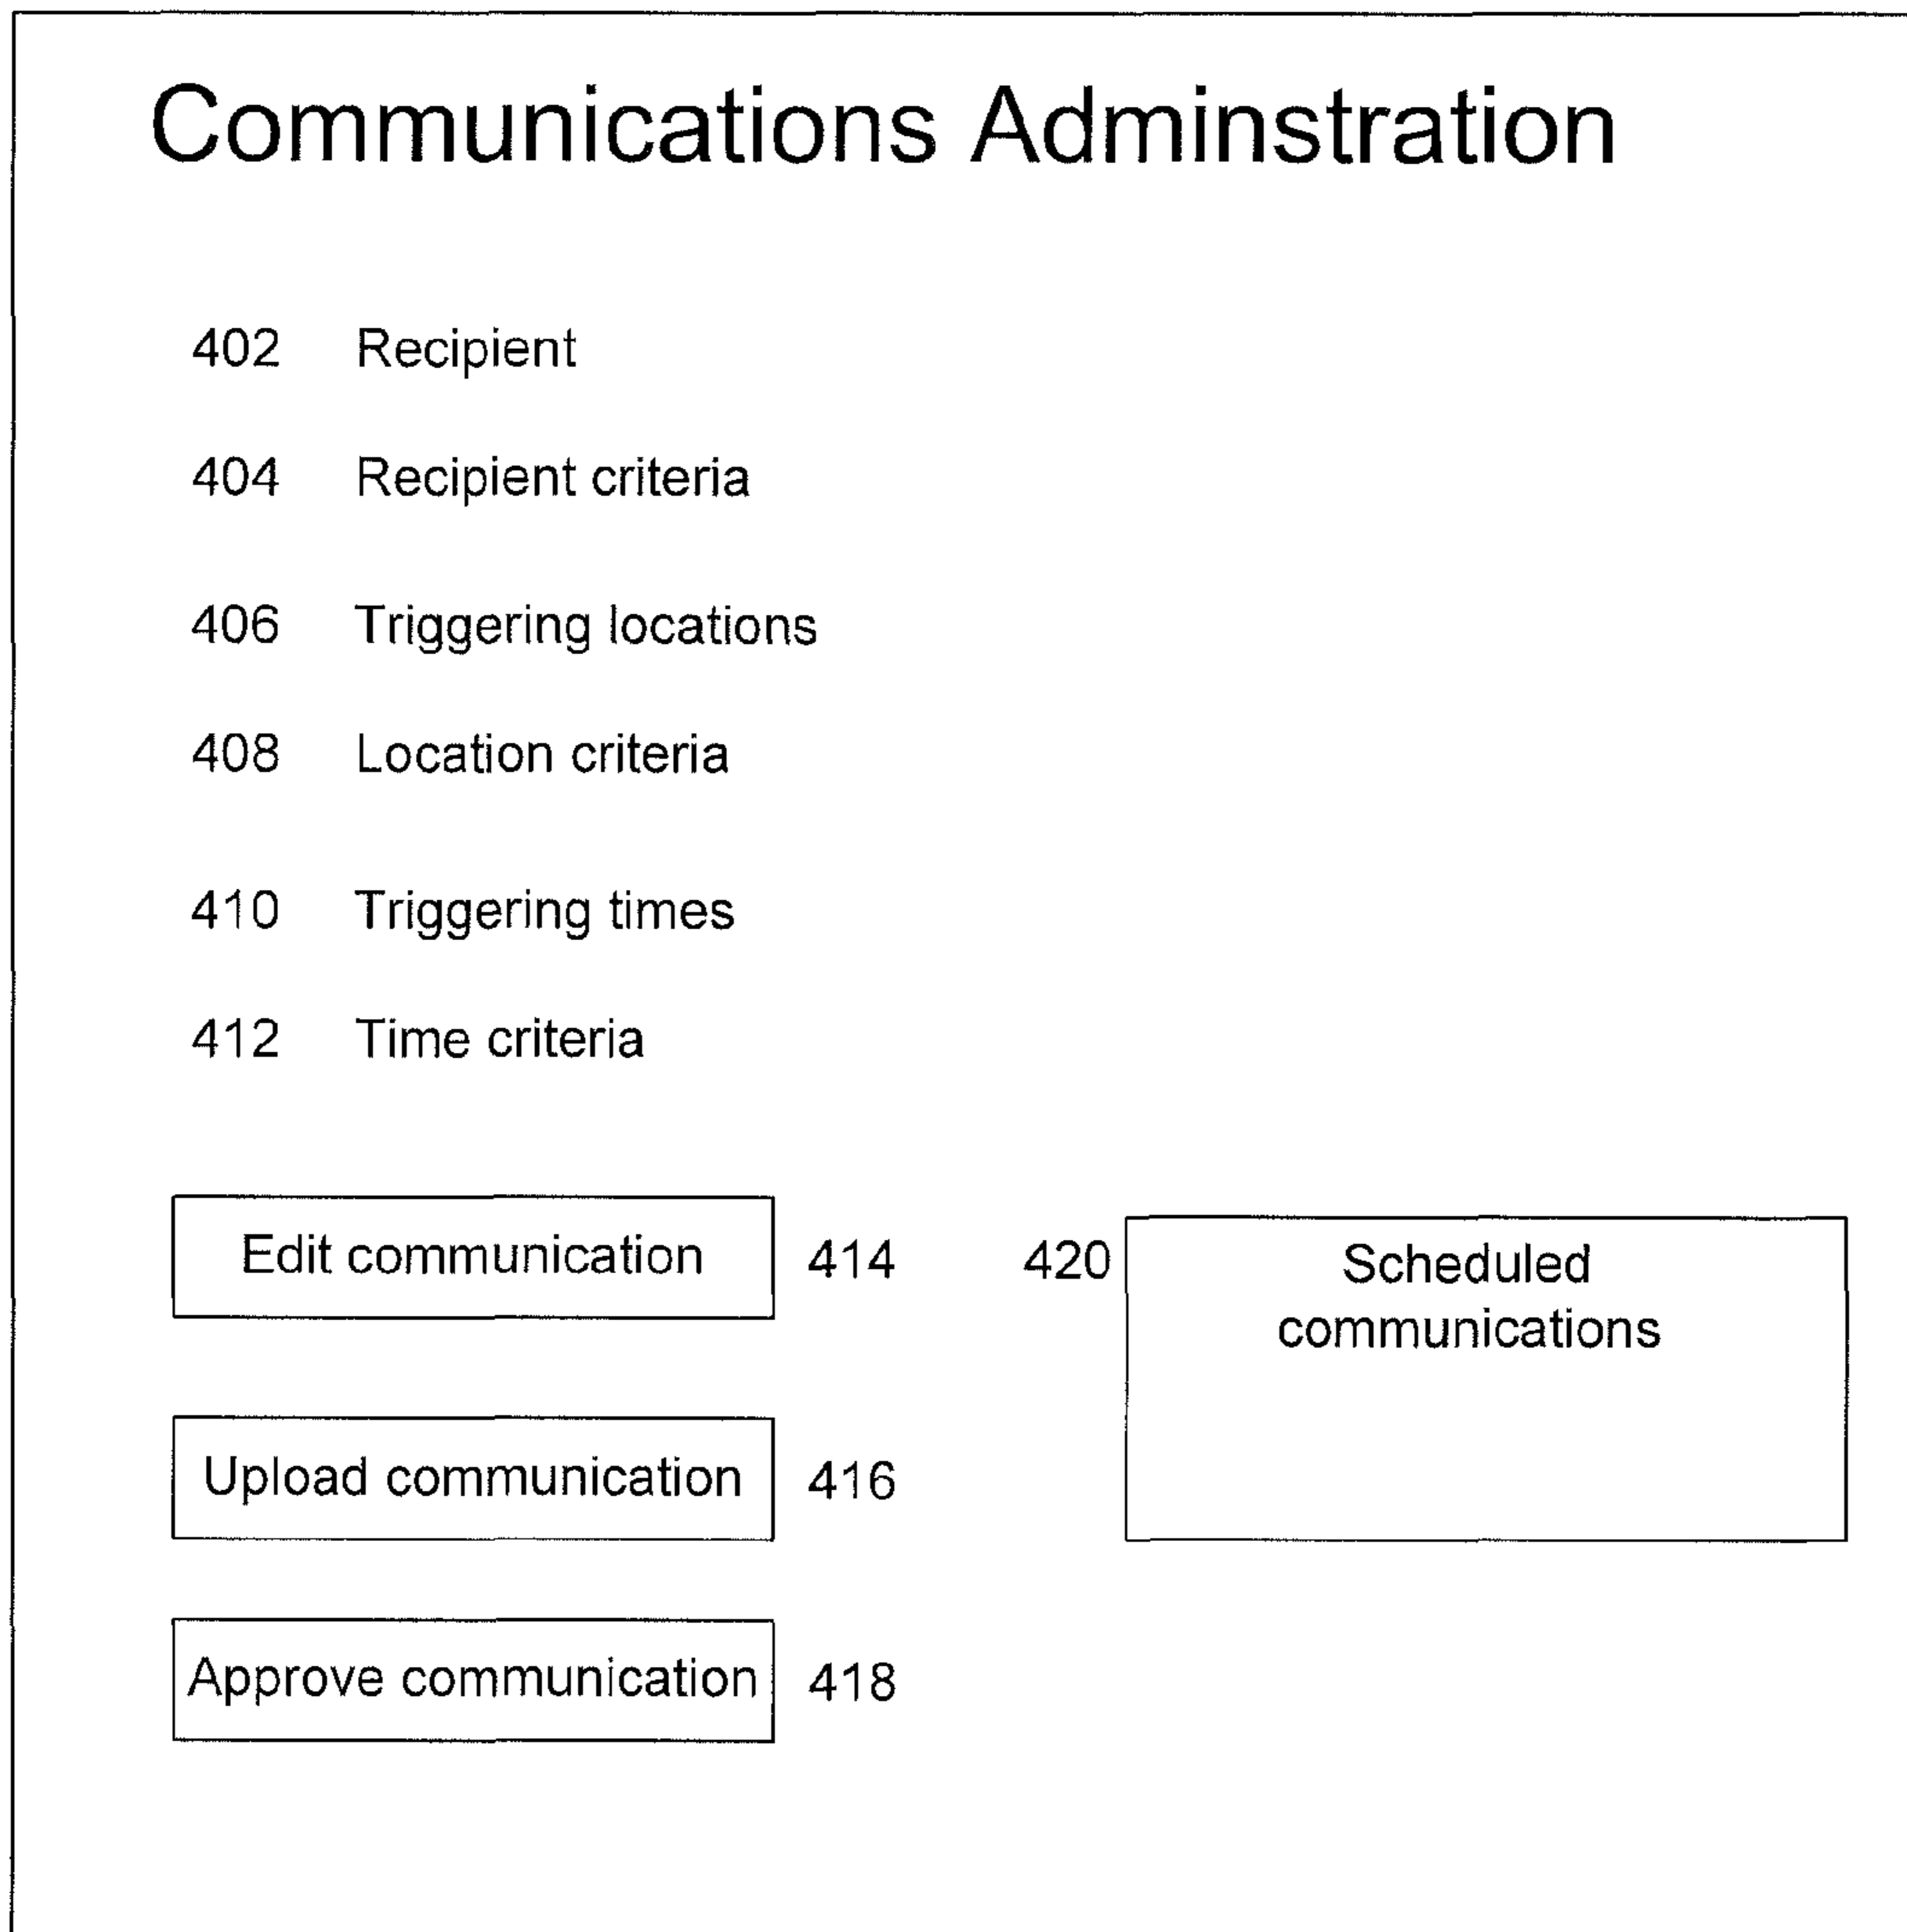 Communications Adminstration
402 Recipient
404 Recipient criteria
406 Triggering locations
408 Location criteria
410 Triggering times
412 Time criteria
Edit communication 414
420 Scheduled
communications
Upload communication 416
Approve communication 418